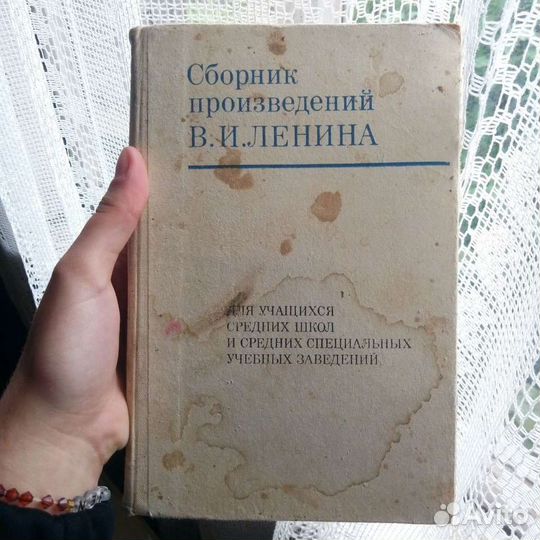 Сборник
произведений
В.И.ЛЕНИНА
ДЛЯ УЧАЩИХСЯ
СРЕДНИХ ШКОЛ
И СРЕДНИХ СПЕЦИАЛЬНЫХ
УЧЕБНЫХ ЗАВЕДЕНИЙ
Avito